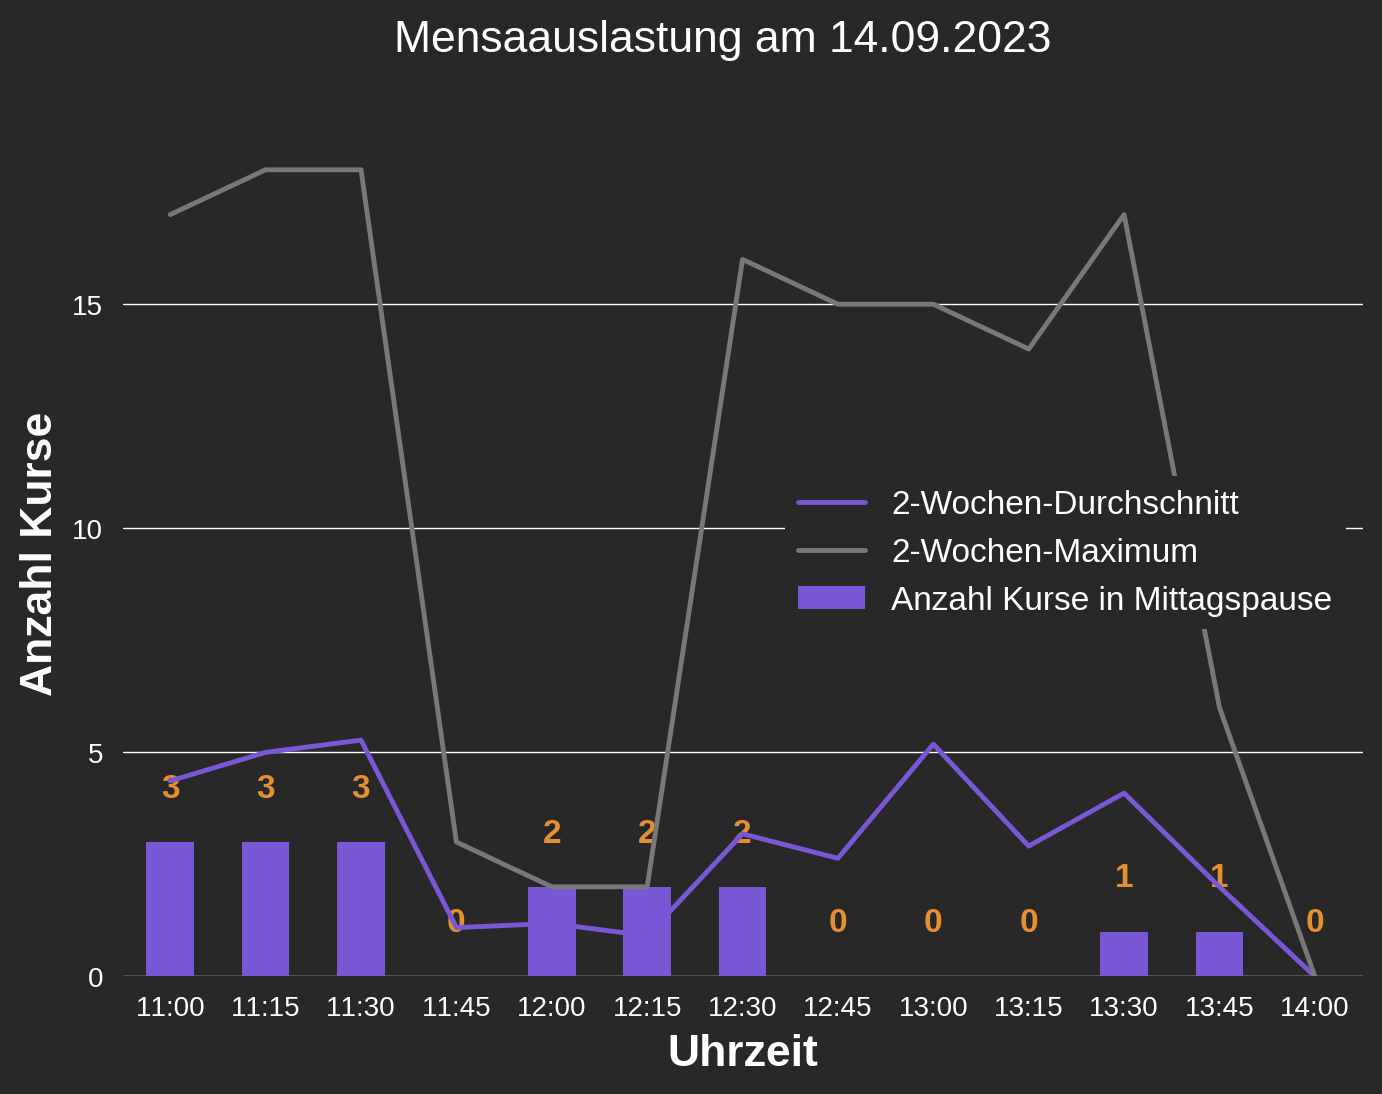 Mensaauslastung am 14.09.2023
Anzahl Kurse
15
10
5
0
2-Wochen-Durchschnitt
2-Wochen-Maximum
Anzahl Kurse in Mittagspause
3 3 3 0 2 2 2 0 0 0 1 1 0
11:00 11:15 11:30 11:45 12:00 12:15 12:30 12:45 13:00 13:15 13:30 13:45 14:00
Uhrzeit